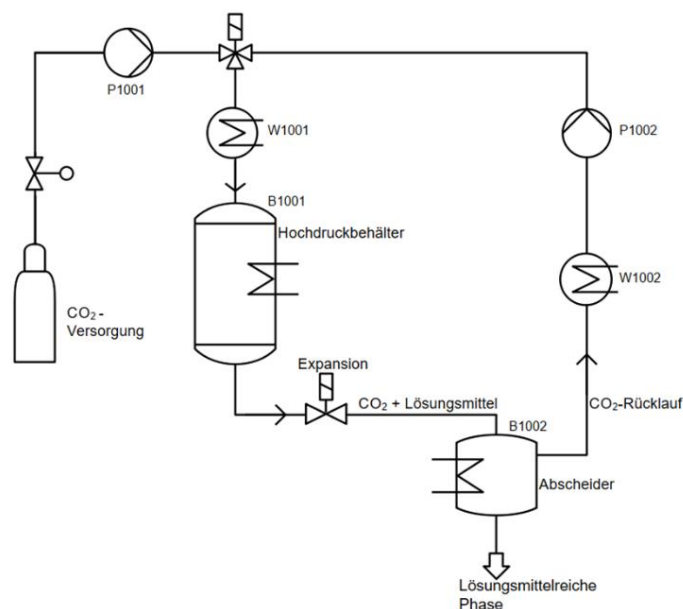 P1001
W1001
P1002
B1001
Hochdruckbehälter
W1002
CO₂-
Versorgung
Expansion
CO₂ + Lösungsmittel
CO₂-Rücklauf
B1002
Abscheider
Lösungsmittelreiche
Phase